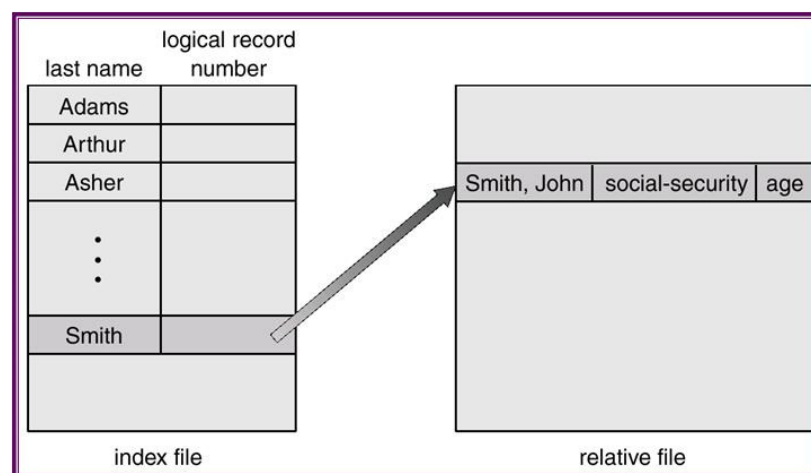 logical record
last name number
Adams
Arthur
Asher
Smith
Smith, John social-security age
index file
relative file